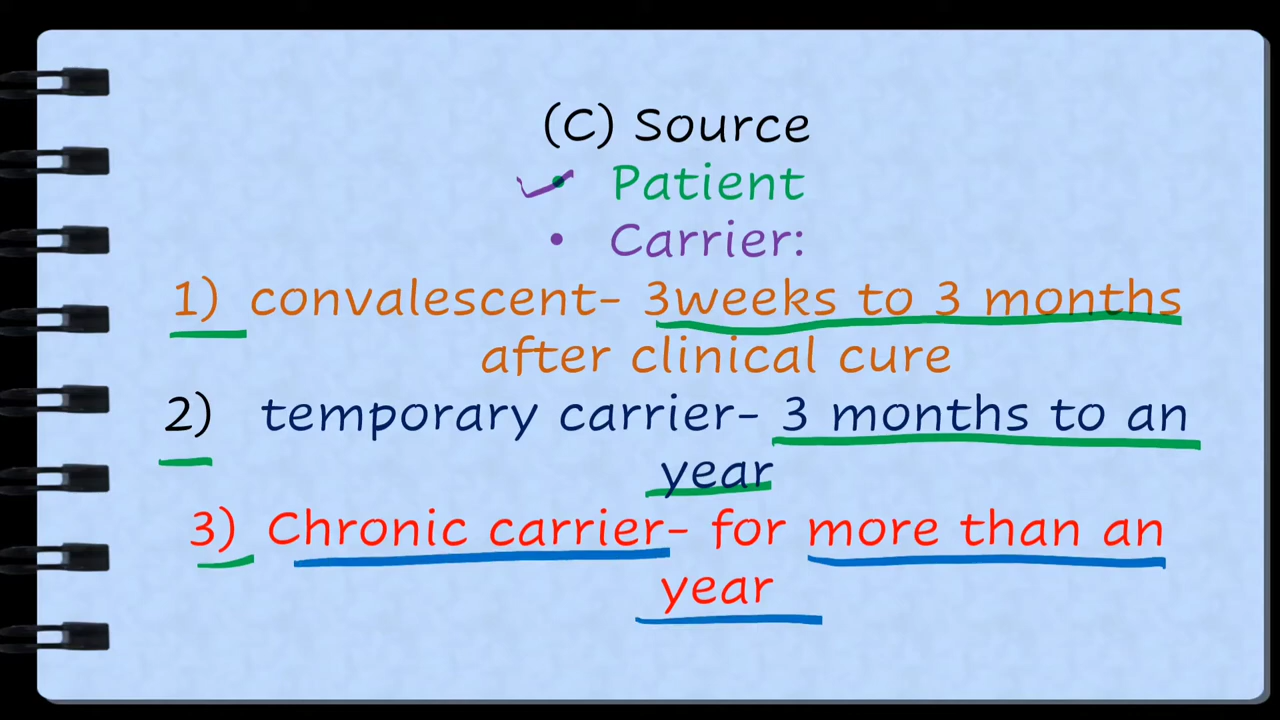 (C) Source
• Patient
• Carrier:
1) convalescent- 3weeks to 3 months
after clinical cure
2) temporary carrier- 3 months to an
year
3) Chronic carrier- for more than an
year